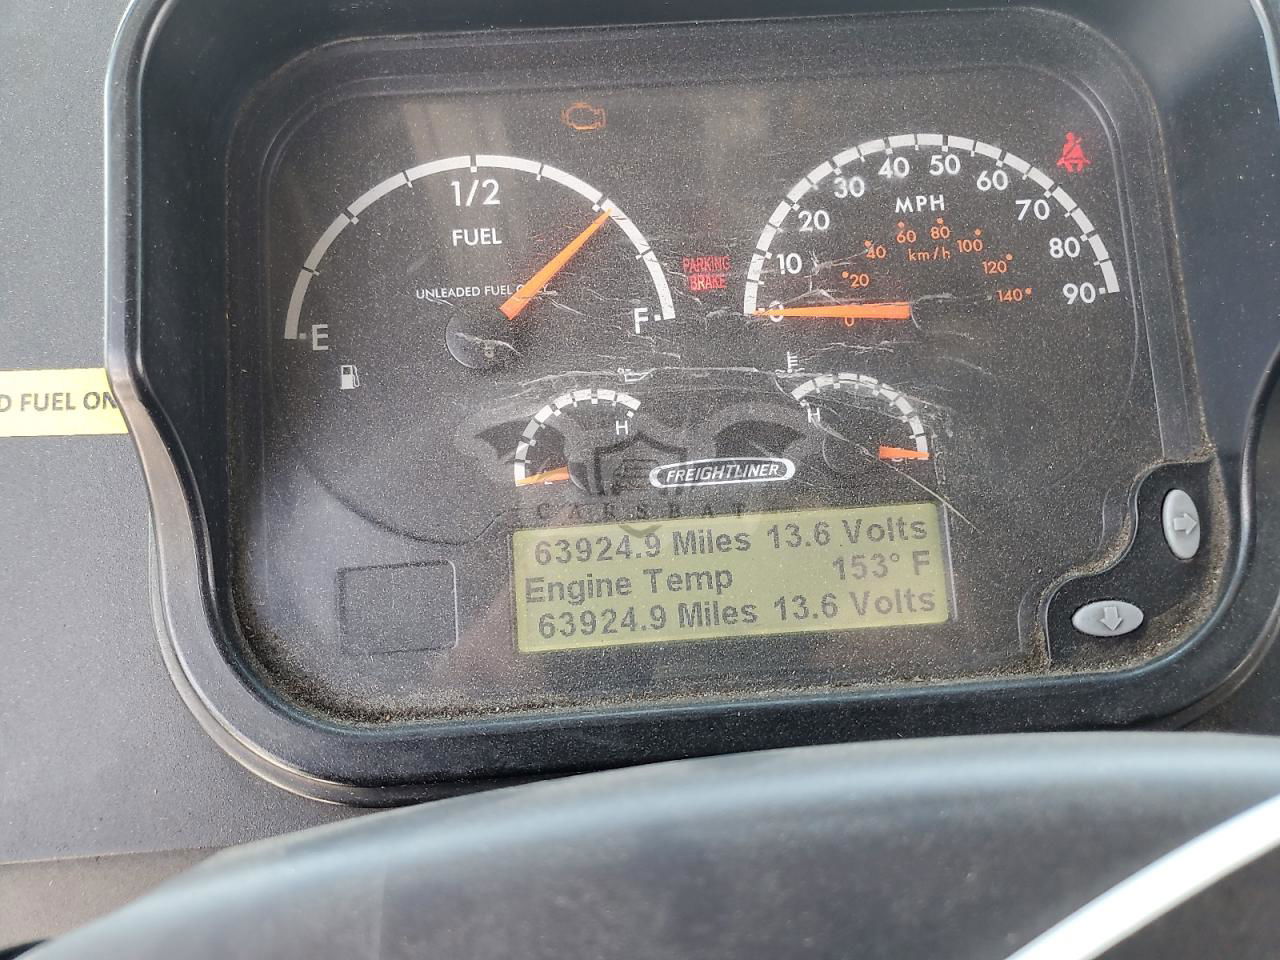 1/2
FUEL
UNLEADED FUEL
E
F
PARKING
BRAKE
0
10
20
30
40
50
60
70
80
90
MPH
20
40
60
80
100
120
140
km/h
0
H
H
FREIGHTLINER
63924.9 Miles 13.6 Volts
Engine Temp 153° F
63924.9 Miles 13.6 Volts
D FUEL ON